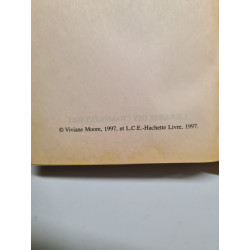 © Viviane Moore, 1997, et L.C.E.-Hachette Livre, 1997.